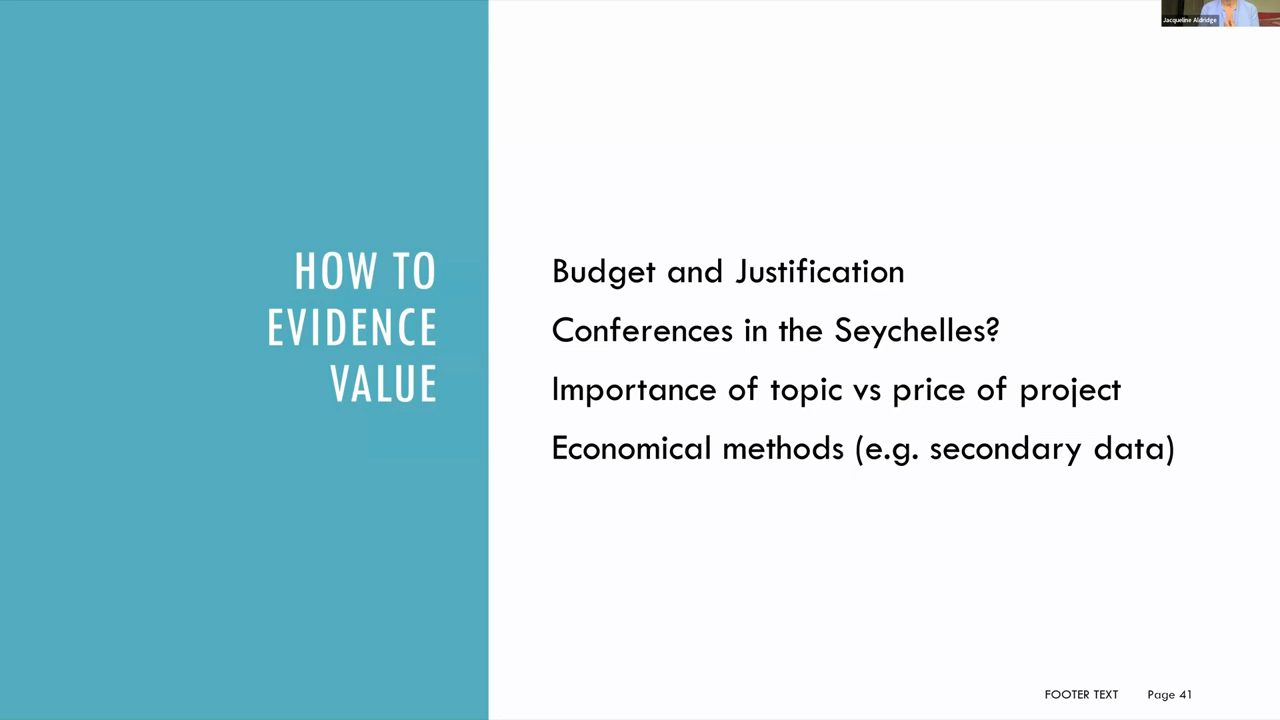 Jacqueline Aldridge
HOW TO
EVIDENCE
VALUE
Budget and Justification
Conferences in the Seychelles?
Importance of topic vs price of project
Economical methods (e.g. secondary data)
FOOTER TEXT Page 41